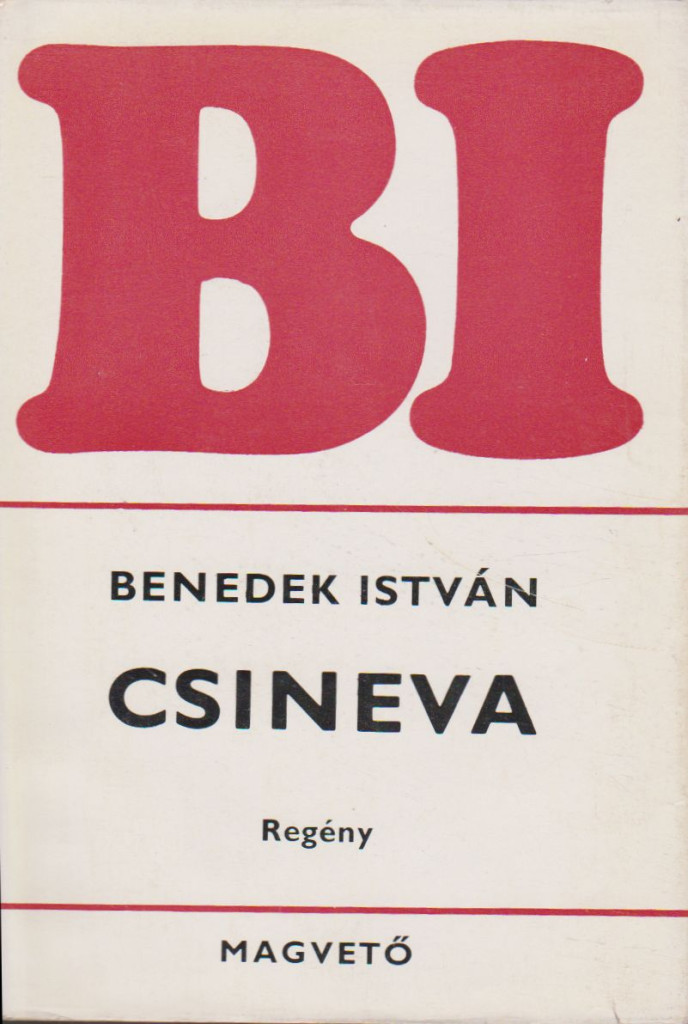 BI
BENEDEK ISTVÁN
CSINEVA
Regény
MAGVETŐ